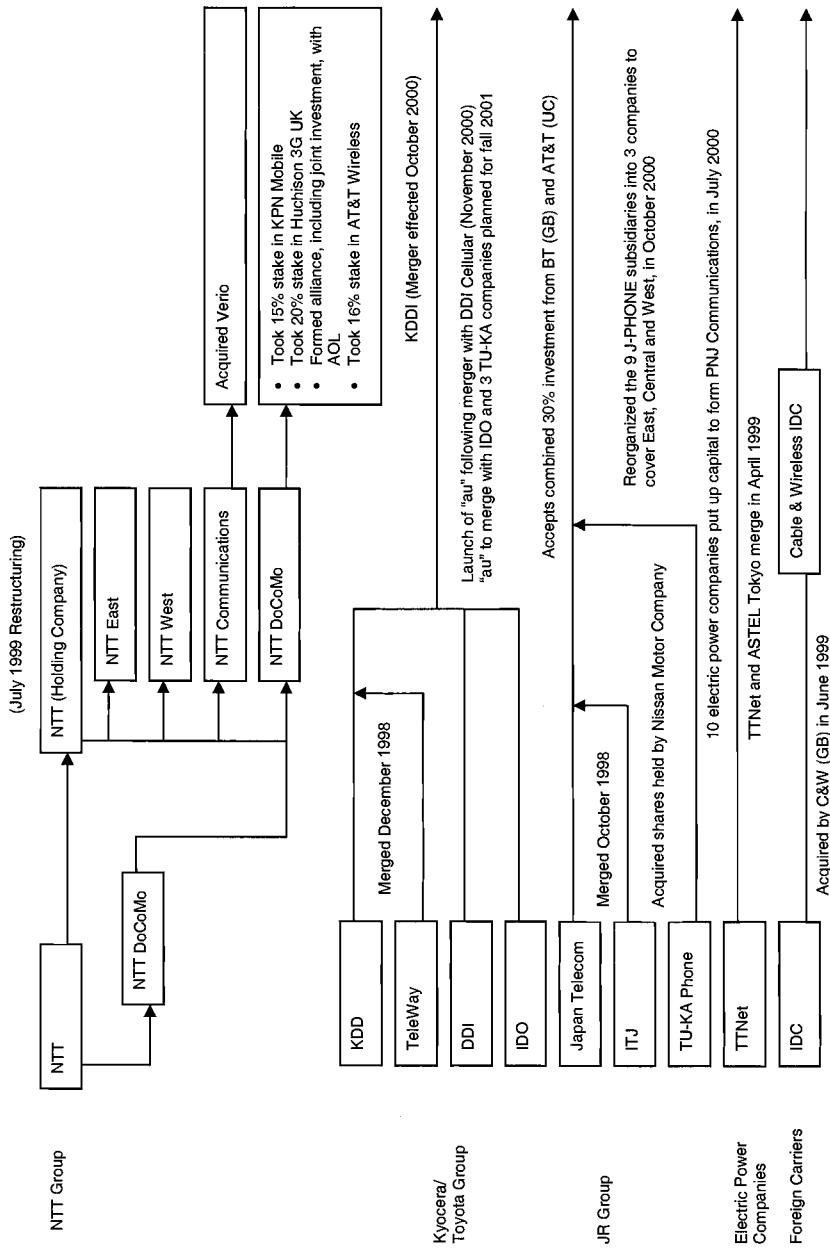 (July 1999 Restructuring)
NTT Group
NTT
NTT DoCoMo
NTT (Holding Company)
NTT East
NTT West
NTT Communications
NTT DoCoMo
Acquired Verio
• Took 15% stake in KPN Mobile
• Took 20% stake in Huchison 3G UK
Formed alliance, including joint investment, with
AOL
• Took 16% stake in AT&T Wireless
Kyocera/
Toyota Group
KDD
TeleWay
DDI
IDO
Merged December 1998
KDDI (Merger effected October 2000)
Launch of "au" following merger with DDI Cellular (November 2000)
"au" to merge with IDO and 3 TU-KA companies planned for fall 2001
JR Group
Japan Telecom
ITJ
TU-KA Phone
Merged October 1998
Acquired shares held by Nissan Motor Company
Accepts combined 30% investment from BT (GB) and AT&T (UC)
Reorganized the 9 J-PHONE subsidiaries into 3 companies to
cover East, Central and West, in October 2000
Electric Power
Companies
TTNet
10 electric power companies put up capital to form PNJ Communications, in July 2000
TTNet and ASTEL Tokyo merge in April 1999
Foreign Carriers
IDC
Acquired by C&W (GB) in June 1999
Cable & Wireless IDC